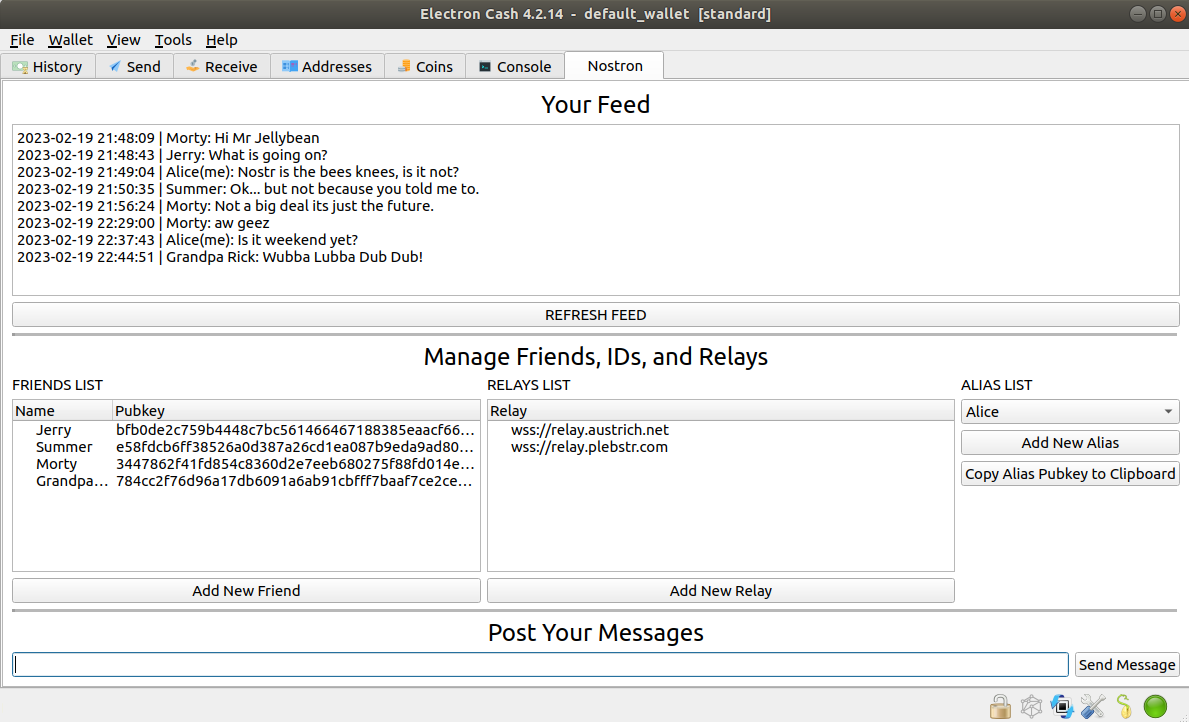 Electron Cash 4.2.14 - default_wallet [standard]
File Wallet View Tools Help
History Send Receive Addresses Coins Console Nostron
Your Feed
2023-02-19 21:48:09 | Morty: Hi Mr Jellybean
2023-02-19 21:48:43 | Jerry: What is going on?
2023-02-19 21:49:04 | Alice(me): Nostr is the bees knees, is it not?
2023-02-19 21:50:35 | Summer: Ok... but not because you told me to.
2023-02-19 21:56:24 | Morty: Not a big deal its just the future.
2023-02-19 22:29:00 | Morty: aw geez
2023-02-19 22:37:43 | Alice(me): Is it weekend yet?
2023-02-19 22:44:51 | Grandpa Rick: Wubba Lubba Dub Dub!
REFRESH FEED
Manage Friends, IDs, and Relays
FRIENDS LIST
Name Pubkey
Jerry bfb0de2c759b4448c7bc561466467188385eaacf66...
Summer e58fdcb6ff38526a0d387a26cd1ea087b9eda9ad80...
Morty 3447862f41fd854c8360d2e7eeb680275f88fd014e...
Grandpa... 784cc2f76d96a17db6091a6ab91cbfff7baaf7ce2ce...
Add New Friend
RELAYS LIST
Relay
wss://relay.austrich.net
wss://relay.plebstr.com
Add New Relay
ALIAS LIST
Alice
Add New Alias
Copy Alias Pubkey to Clipboard
Post Your Messages
Send Message